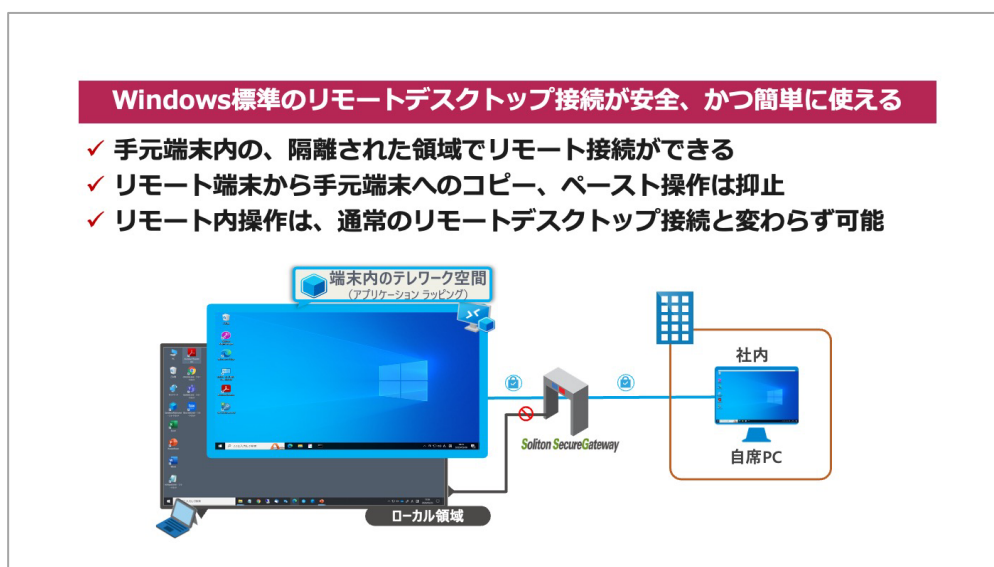 Windows標準のリモートデスクトップ接続が安全、かつ簡単に使える
手元端末内の、隔離された領域でリモート接続ができる
リモート端末から手元端末へのコピー、ペースト操作は抑止
リモート内操作は、通常のリモートデスクトップ接続と変わらず可能
端末内のテレワーク空間
(アプリケーション ラッピング)
社内
Soliton SecureGateway
自席PC
ローカル領域